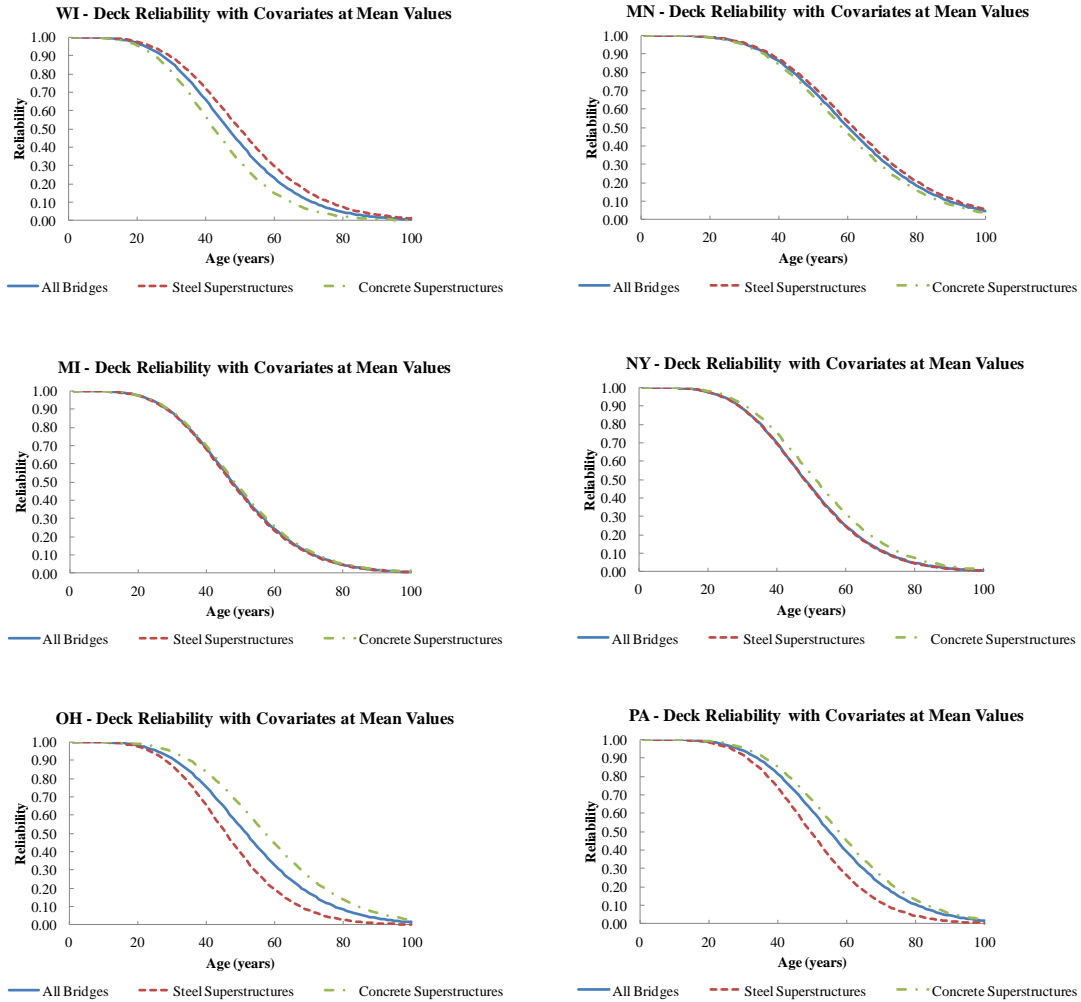 WI - Deck Reliability with Covariates at Mean Values
1.00
0.90
0.80
0.70
0.60
0.50
0.40
0.30
0.20
0.10
0.00
Reliability
0 20 40 60 80 100
Age (years)
All Bridges Steel Superstructures Concrete Superstructures
MN - Deck Reliability with Covariates at Mean Values
1.00
0.90
0.80
0.70
0.60
0.50
0.40
0.30
0.20
0.10
0.00
Reliability
0 20 40 60 80 100
Age (years)
All Bridges Steel Superstructures Concrete Superstructures
MI - Deck Reliability with Covariates at Mean Values
1.00
0.90
0.80
0.70
0.60
0.50
0.40
0.30
0.20
0.10
0.00
Reliability
0 20 40 60 80 100
Age (years)
All Bridges Steel Superstructures Concrete Superstructures
NY - Deck Reliability with Covariates at Mean Values
1.00
0.90
0.80
0.70
0.60
0.50
0.40
0.30
0.20
0.10
0.00
Reliability
0 20 40 60 80 100
Age (years)
All Bridges Steel Superstructures Concrete Superstructures
OH - Deck Reliability with Covariates at Mean Values
1.00
0.90
0.80
0.70
0.60
0.50
0.40
0.30
0.20
0.10
0.00
Reliability
0 20 40 60 80 100
Age (years)
All Bridges Steel Superstructures Concrete Superstructures
PA - Deck Reliability with Covariates at Mean Values
1.00
0.90
0.80
0.70
0.60
0.50
0.40
0.30
0.20
0.10
0.00
Reliability
0 20 40 60 80 100
Age (years)
All Bridges Steel Superstructures Concrete Superstructures